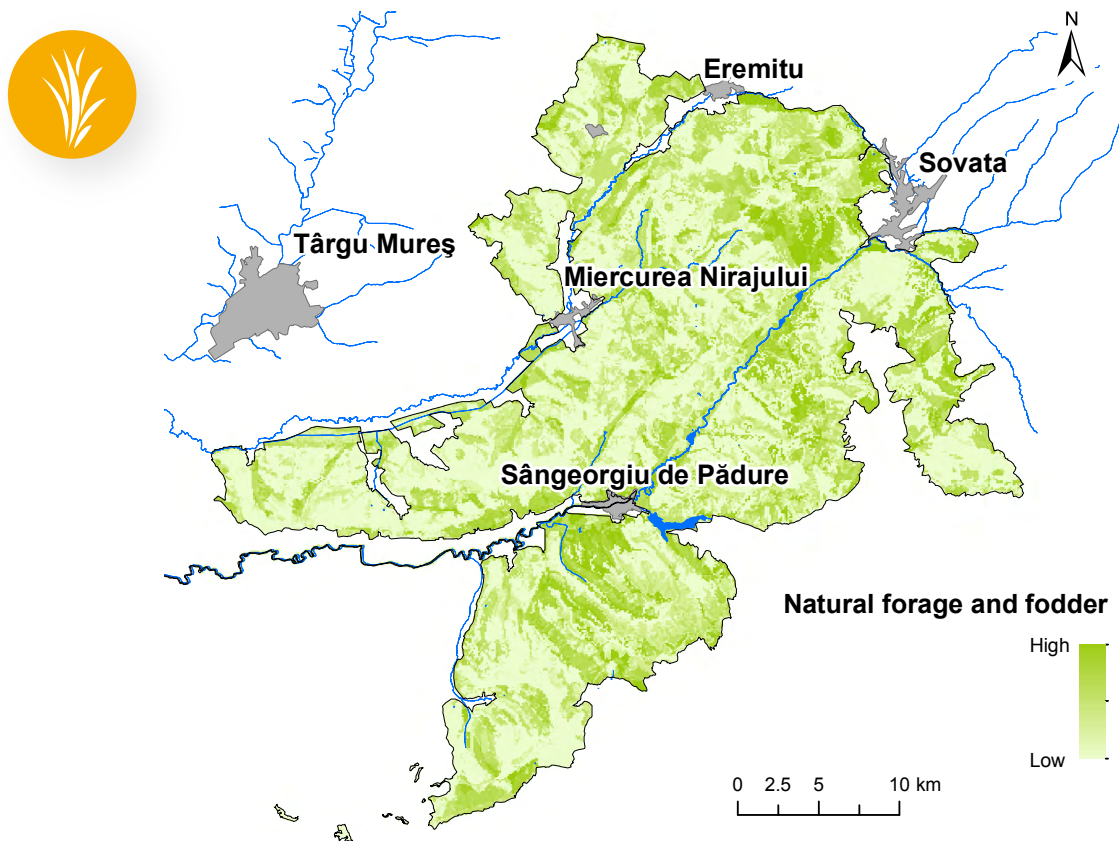 N
Eremitu
Sovata
Târgu Mureş
Miercurea Nirajului
Sângeorgiu de Pădure
Natural forage and fodder
High
Low
0 2.5 5 10 km